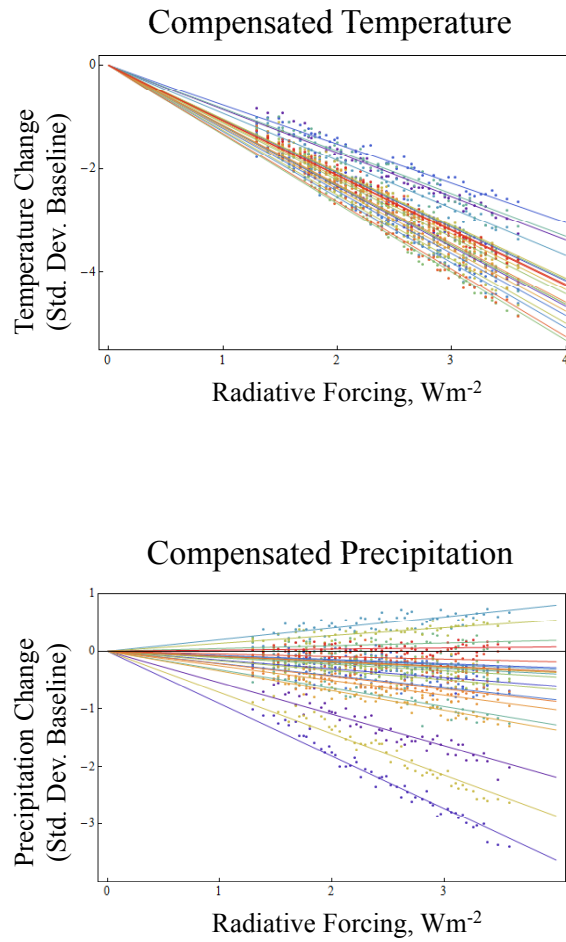 Compensated Temperature
0
−2
−4
Temperature Change
(Std. Dev. Baseline)
0 1 2 3 4
Radiative Forcing, Wm-2
Compensated Precipitation
1
0
−1
−2
−3
Precipitation Change
(Std. Dev. Baseline)
0 1 2 3
Radiative Forcing, Wm-2